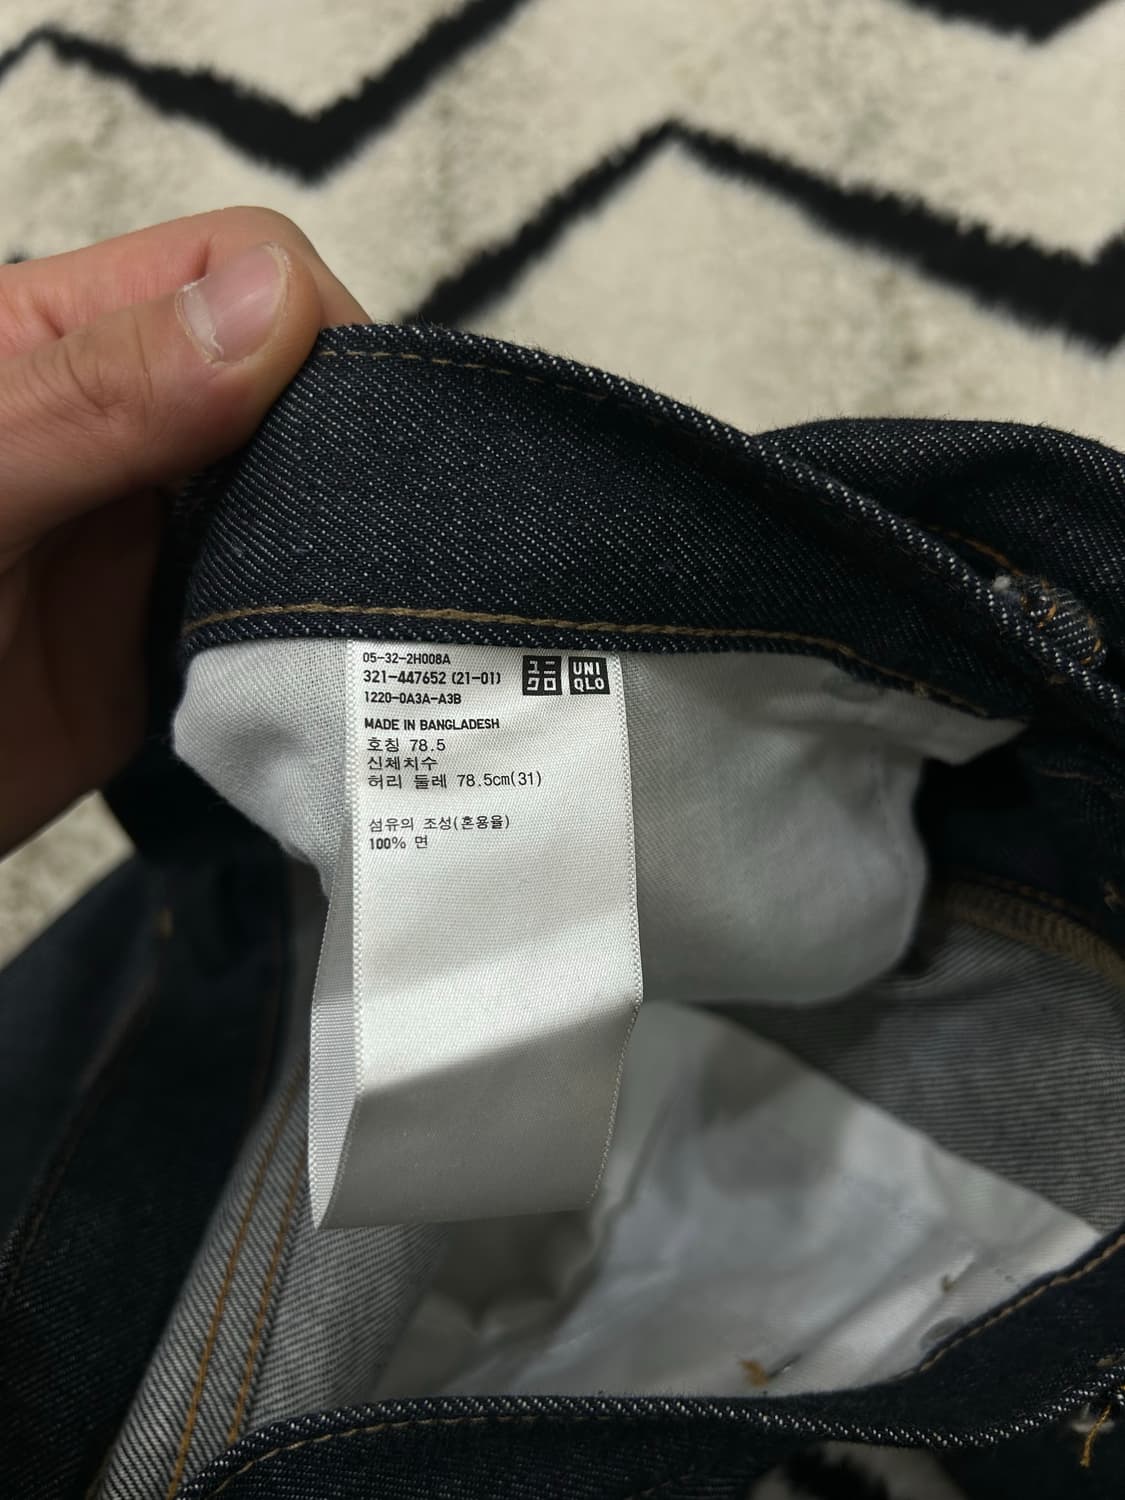 05-32-2H008A
321-447652 (21-01)
1220-0A3A-A3B
ユニ
クロ
UNI
QLO
MADE IN BANGLADESH
호칭 78.5
신체치수
허리 둘레 78.5cm(31)
섬유의 조성(혼용율)
100% 면